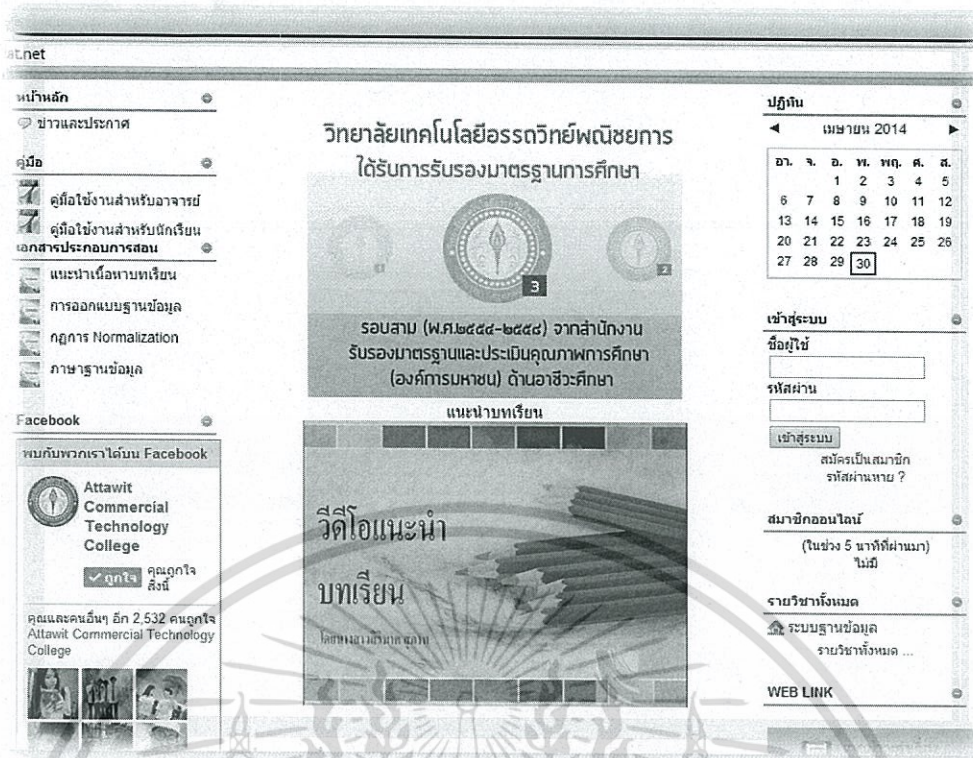 at.net
หน้าหลัก
ข่าวและประกาศ
คู่มือ
คู่มือใช้งานสำหรับอาจารย์
คู่มือใช้งานสำหรับนักเรียน
เอกสารประกอบการสอน
แนะนำเนื้อหาบทเรียน
การออกแบบฐานข้อมูล
กฎการ Normalization
ภาษาฐานข้อมูล
Facebook
พบกับพวกเราได้บน Facebook
Attawit
Commercial
Technology
College
ถูกใจ
คุณถูกใจ
สิ่งนี้
คุณและคนอื่นๆ อีก 2,532 คนถูกใจ
Attawit Commercial Technology
College
วิทยาลัยเทคโนโลยีอรรถวิทย์พณิชยการ
ได้รับการรับรองมาตรฐานการศึกษา
1
3
2
รอบสาม (พ.ศ.๒๕๕๔-๒๕๕๘) จากสำนักงาน
รับรองมาตรฐานและประเมินคุณภาพการศึกษา
(องค์การมหาชน) ด้านอาชีวะศึกษา
แนะนำบทเรียน
วีดีโอแนะนำ
บทเรียน
ปฏิทิน
◄ เมษายน 2014 ►
อา. จ. อ. พ. พฤ. ศ. ส.
1 2 3 4 5
6 7 8 9 10 11 12
13 14 15 16 17 18 19
20 21 22 23 24 25 26
27 28 29 30
เข้าสู่ระบบ
ชื่อผู้ใช้
รหัสผ่าน
เข้าสู่ระบบ
สมัครเป็นสมาชิก
รหัสผ่านหาย ?
สมาชิกออนไลน์
(ในช่วง 5 นาทีที่ผ่านมา)
ไม่มี
รายวิชาทั้งหมด
ระบบฐานข้อมูล
รายวิชาทั้งหมด ...
WEB LINK